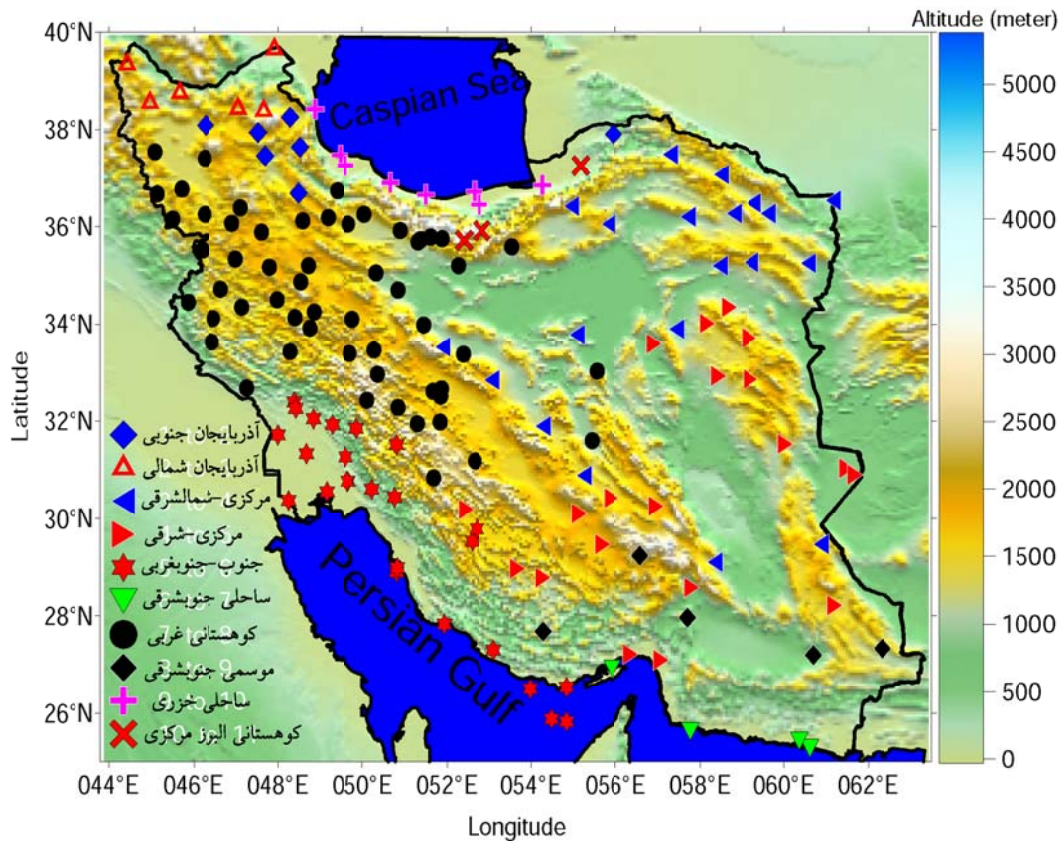 Altitude (meter)
40°N
38°N
36°N
34°N
32°N
30°N
28°N
26°N
Latitude
Caspian Sea
Persian Gulf
آذربایجان جنوبی
آذربایجان شمالی
مرکزی-شمالشرقی
مرکزی-شرقی
جنوب-جنوبغربی
ساحلی جنوبشرقی
کوهستانی غربی
موسمی جنوبشرقی
ساحلی خزری
کوهستانی البرز مرکزی
044°E 046°E 048°E 050°E 052°E 054°E 056°E 058°E 060°E 062°E
Longitude
5000
4500
4000
3500
3000
2500
2000
1500
1000
500
0